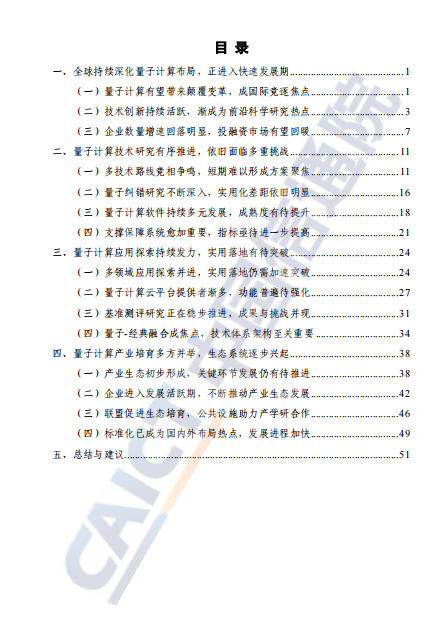 目 录
一、全球持续深化量子计算布局，正进入快速发展期 1
（一）量子计算有望带来颠覆变革，成国际竞逐焦点 1
（二）技术创新持续活跃，渐成为前沿科学研究热点 3
（三）企业数量增速回落明显，投融资市场有望回暖 7
二、量子计算技术研究有序推进，依旧面临多重挑战 11
（一）多技术路线竞相争鸣，短期难以形成方案聚焦 11
（二）量子纠错研究不断深入，实用化差距依旧明显 16
（三）量子计算软件持续多元发展，成熟度有待提升 18
（四）支撑保障系统愈加重要，指标亟待进一步提高 21
三、量子计算应用探索持续发力，实用落地有待突破 24
（一）多领域应用探索并进，实用落地仍需加速突破 24
（二）量子计算云平台提供者渐多，功能普遍待强化 27
（三）基准测评研究正在稳步推进，成果与挑战并现 31
（四）量子-经典融合成焦点，技术体系架构至关重要 34
四、量子计算产业培育多方并举，生态系统逐步兴起 38
（一）产业生态初步形成，关键环节发展仍有待推进 38
（二）企业进入发展活跃期，不断推动产业生态发展 42
（三）联盟促进生态培育，公共设施助力产学研合作 46
（四）标准化已成为国内外布局热点，发展进程加快 49
五、总结与建议 51
CAICT 中国信通院